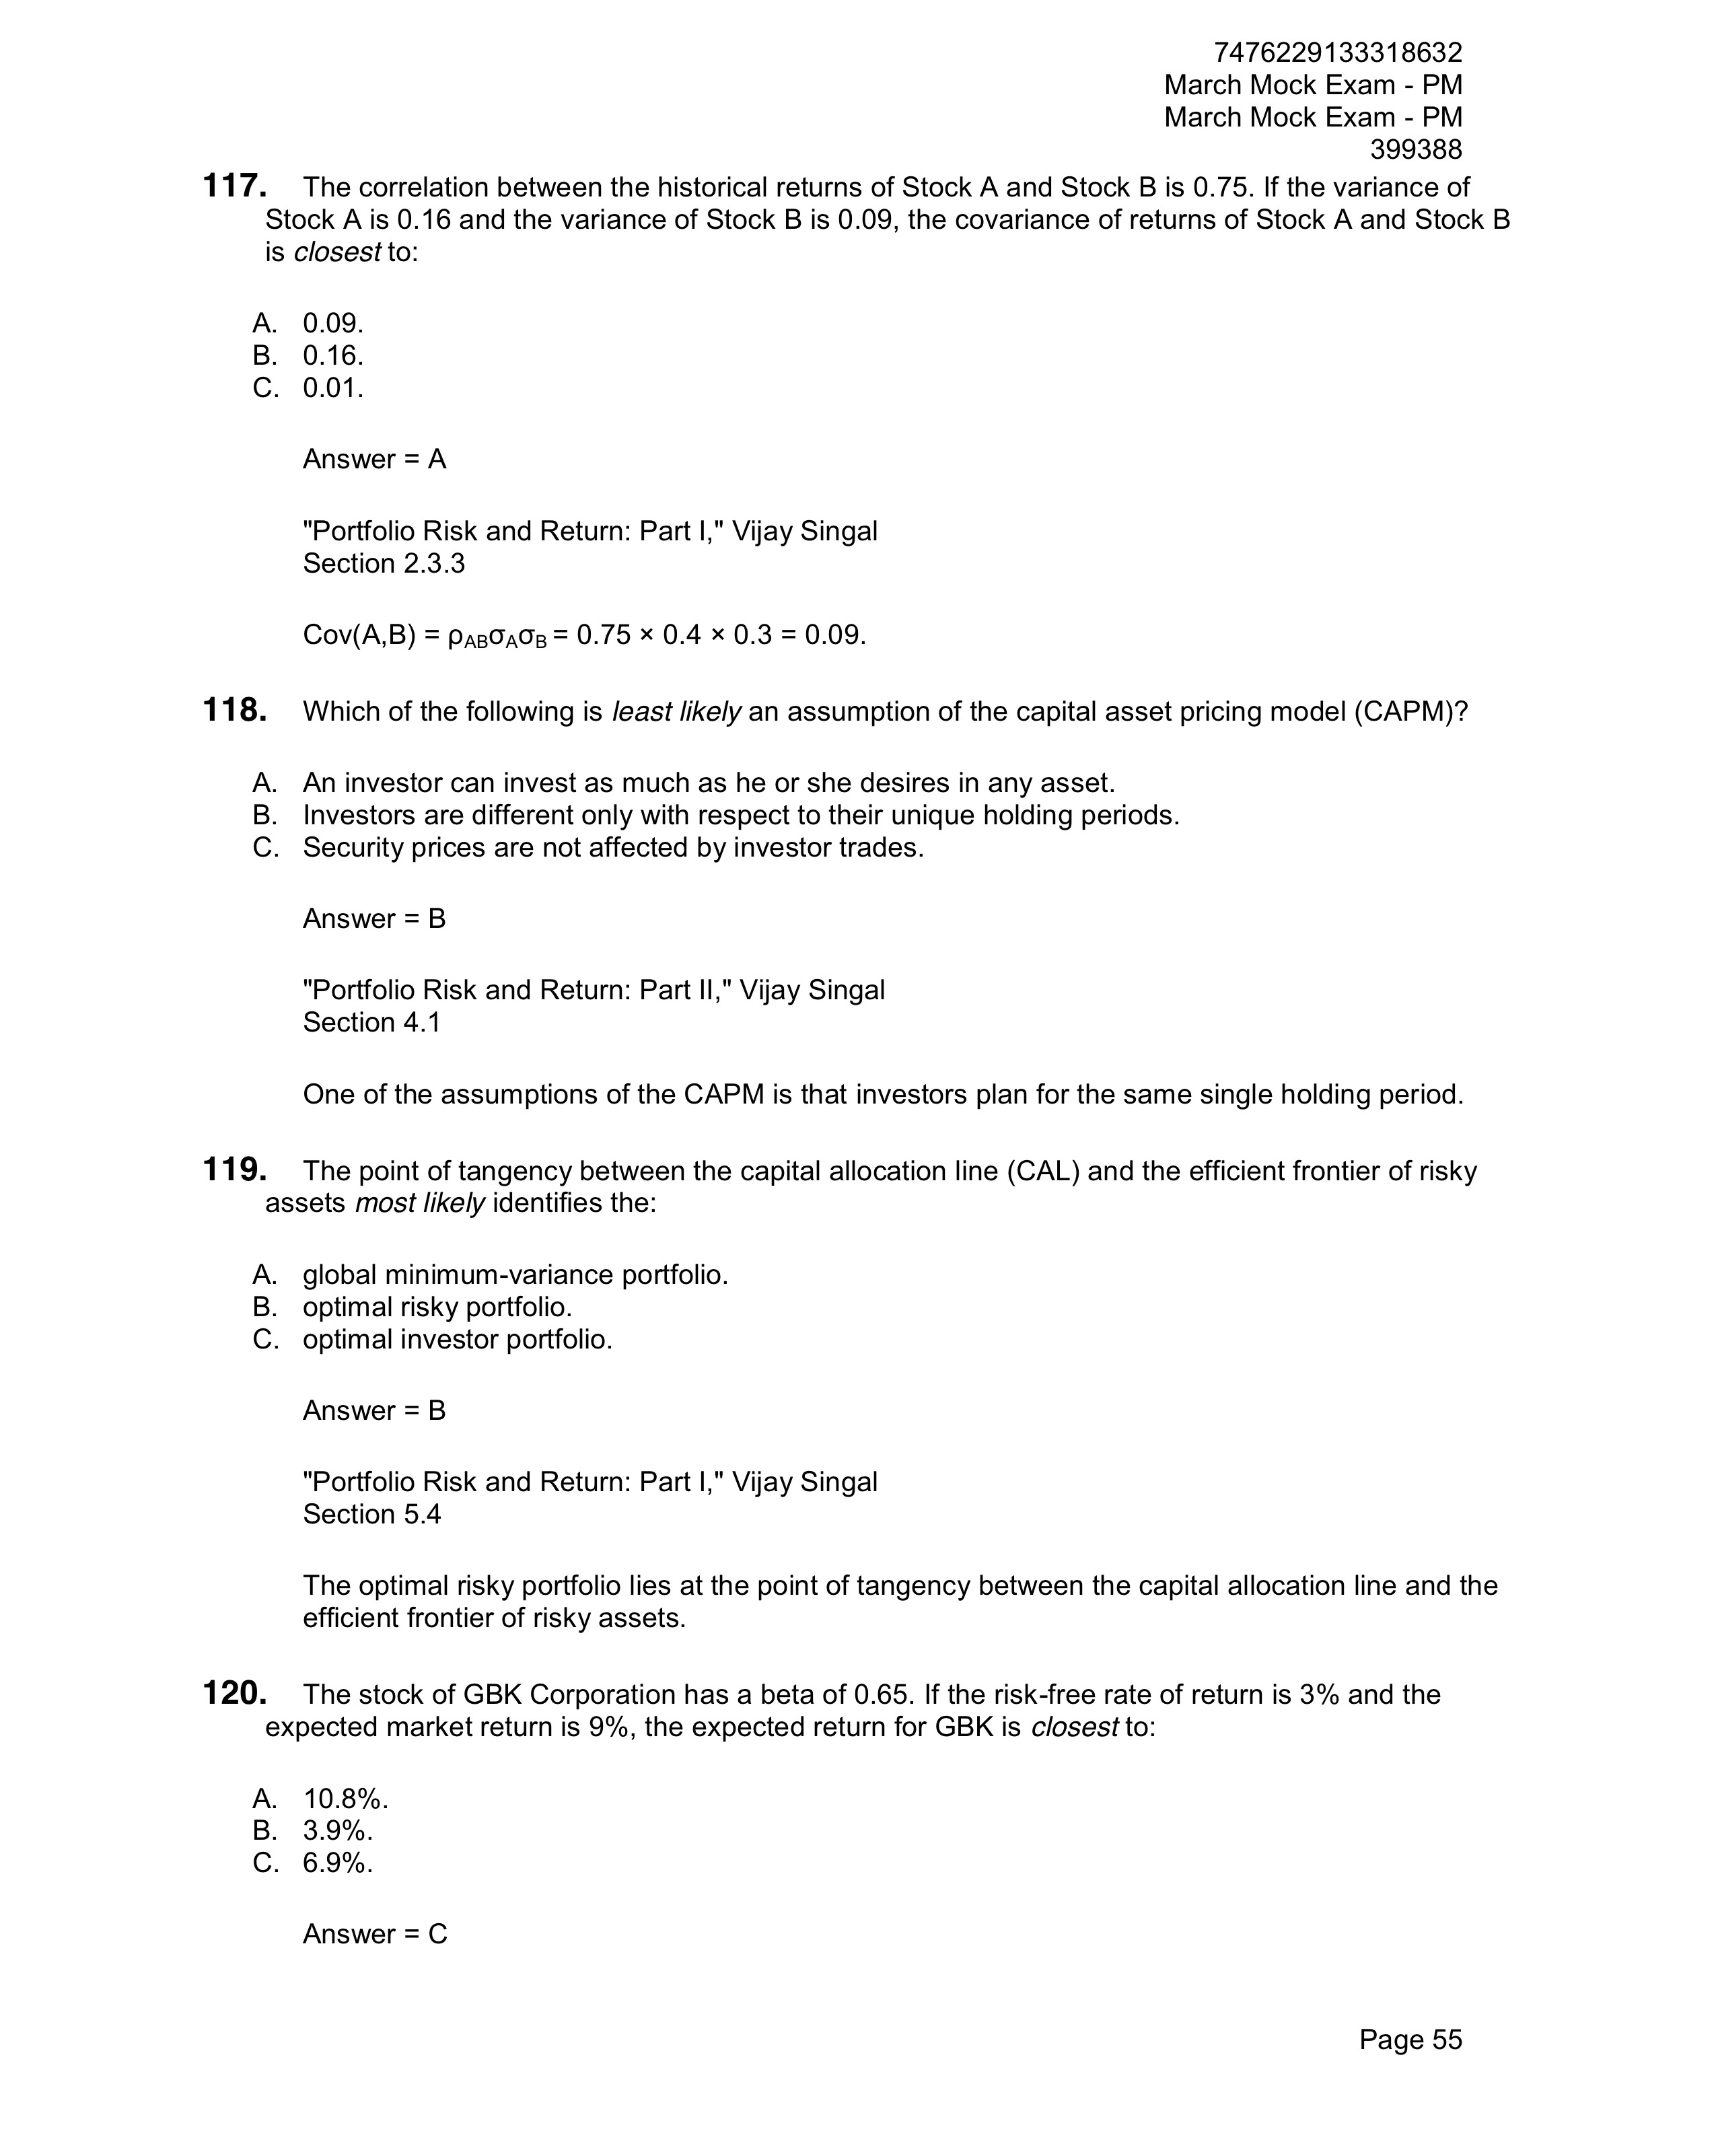 7476229133318632
March Mock Exam - PM
March Mock Exam - PM
399388
117. The correlation between the historical returns of Stock A and Stock B is 0.75. If the variance of
Stock A is 0.16 and the variance of Stock B is 0.09, the covariance of returns of Stock A and Stock B
is closest to:
A. 0.09.
B. 0.16.
C. 0.01.
Answer = A
"Portfolio Risk and Return: Part I," Vijay Singal
Section 2.3.3
Cov(A,B) = ρABσAσB = 0.75 × 0.4 × 0.3 = 0.09.
118. Which of the following is least likely an assumption of the capital asset pricing model (CAPM)?
A. An investor can invest as much as he or she desires in any asset.
B. Investors are different only with respect to their unique holding periods.
C. Security prices are not affected by investor trades.
Answer = B
"Portfolio Risk and Return: Part II," Vijay Singal
Section 4.1
One of the assumptions of the CAPM is that investors plan for the same single holding period.
119. The point of tangency between the capital allocation line (CAL) and the efficient frontier of risky
assets most likely identifies the:
A. global minimum-variance portfolio.
B. optimal risky portfolio.
C. optimal investor portfolio.
Answer = B
"Portfolio Risk and Return: Part I," Vijay Singal
Section 5.4
The optimal risky portfolio lies at the point of tangency between the capital allocation line and the
efficient frontier of risky assets.
120. The stock of GBK Corporation has a beta of 0.65. If the risk-free rate of return is 3% and the
expected market return is 9%, the expected return for GBK is closest to:
A. 10.8%.
B. 3.9%.
C. 6.9%.
Answer = C
Page 55